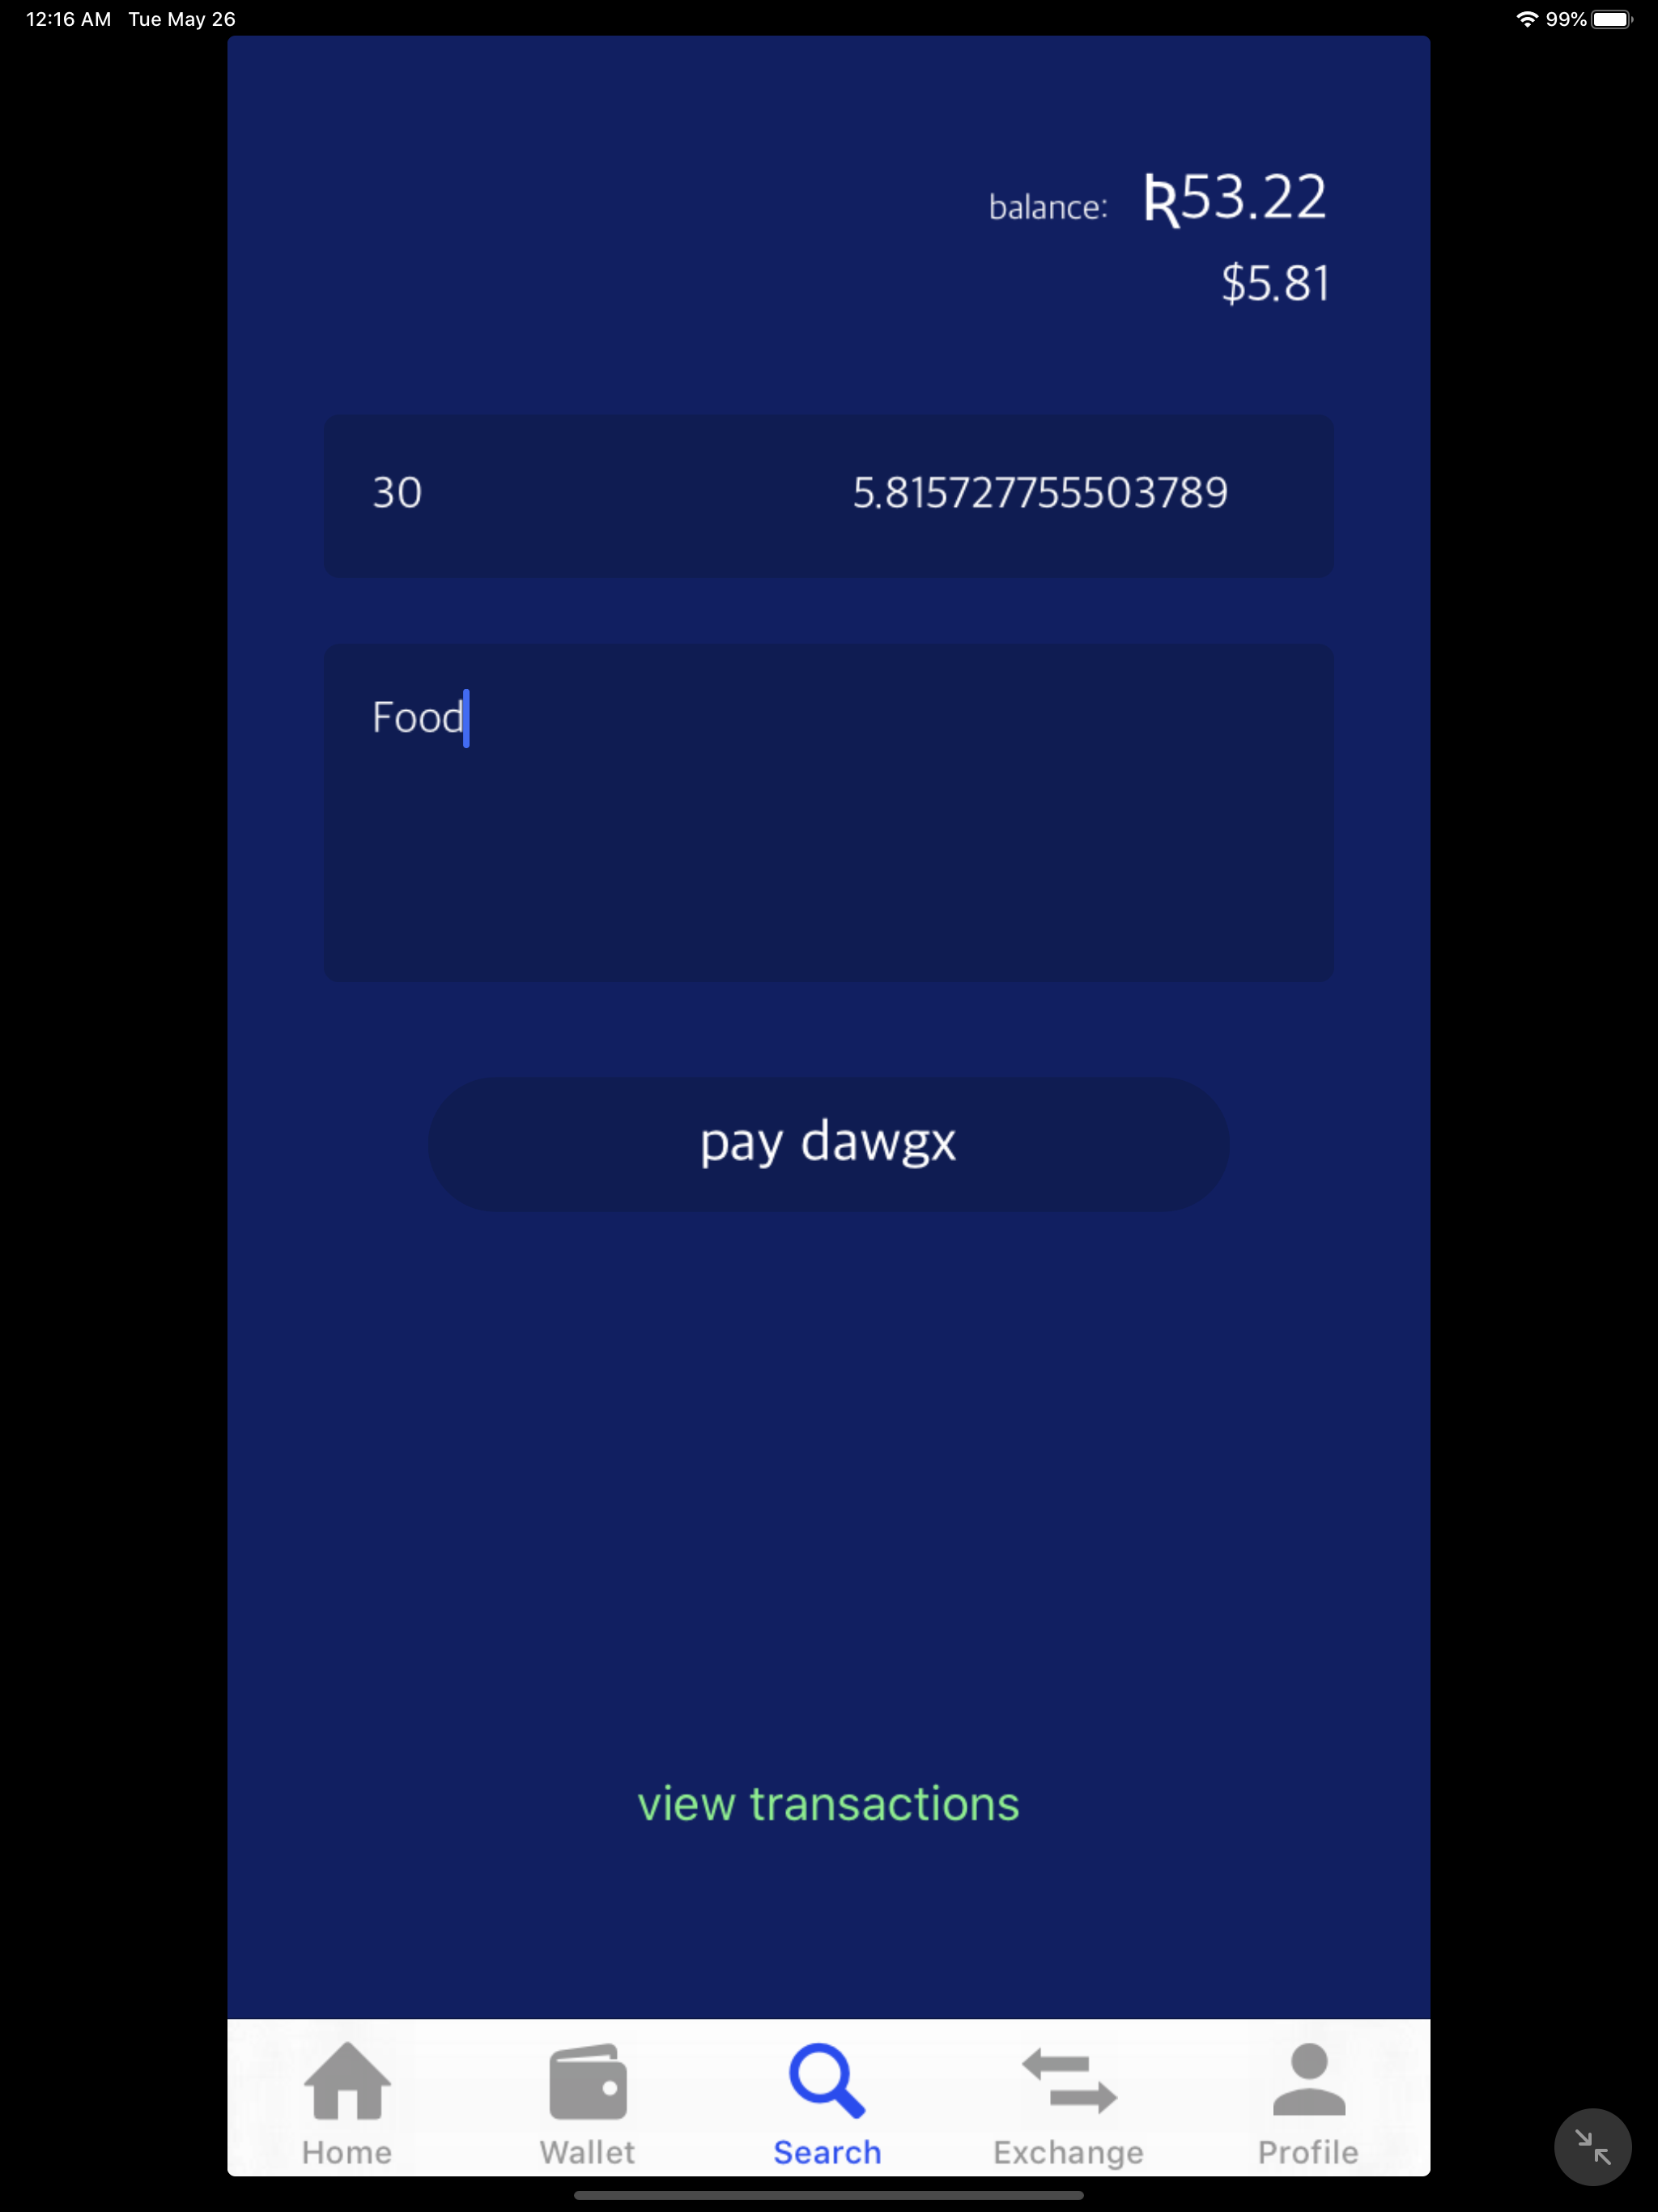 12:16 AM Tue May 26 99%
balance: ƦR53.22
$5.81
30 5.815727755503789
Food
pay dawgx
view transactions
Home Wallet Search Exchange Profile